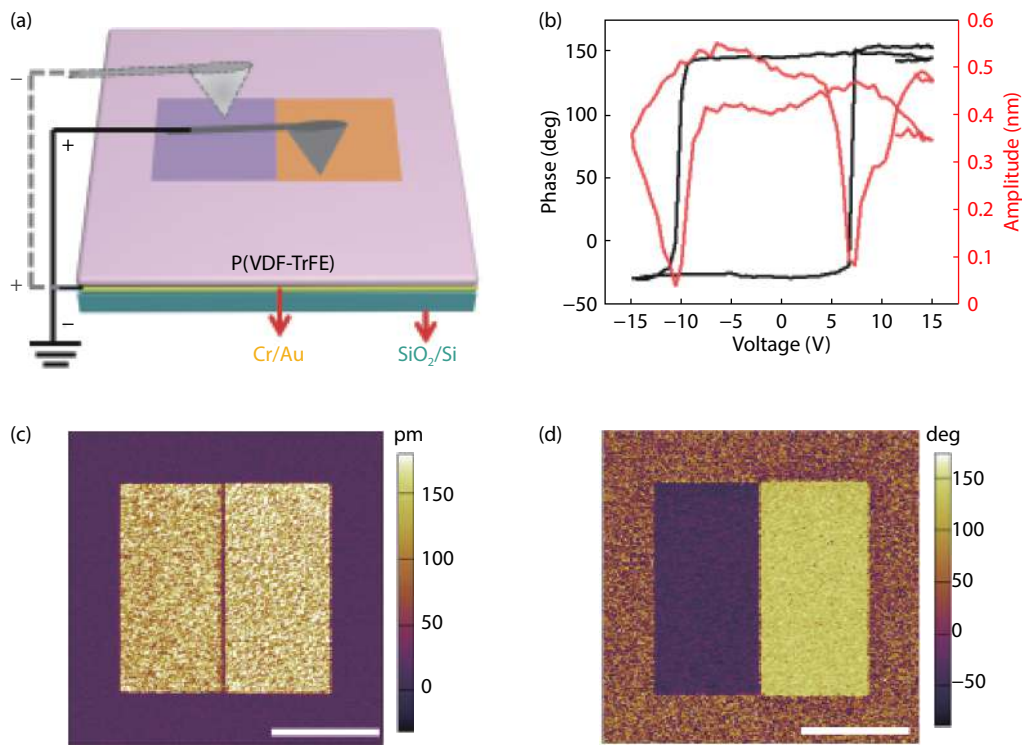 (a)
−
+
+
−
P(VDF-TrFE)
Cr/Au
SiO₂/Si
(b)
Phase (deg)
150
100
50
0
−50
−15
−10
−5
0
5
10
15
Voltage (V)
0.6
0.5
0.4
0.3
0.2
0.1
0
Amplitude (nm)
(c)
pm
150
100
50
0
(d)
deg
150
100
50
0
−50